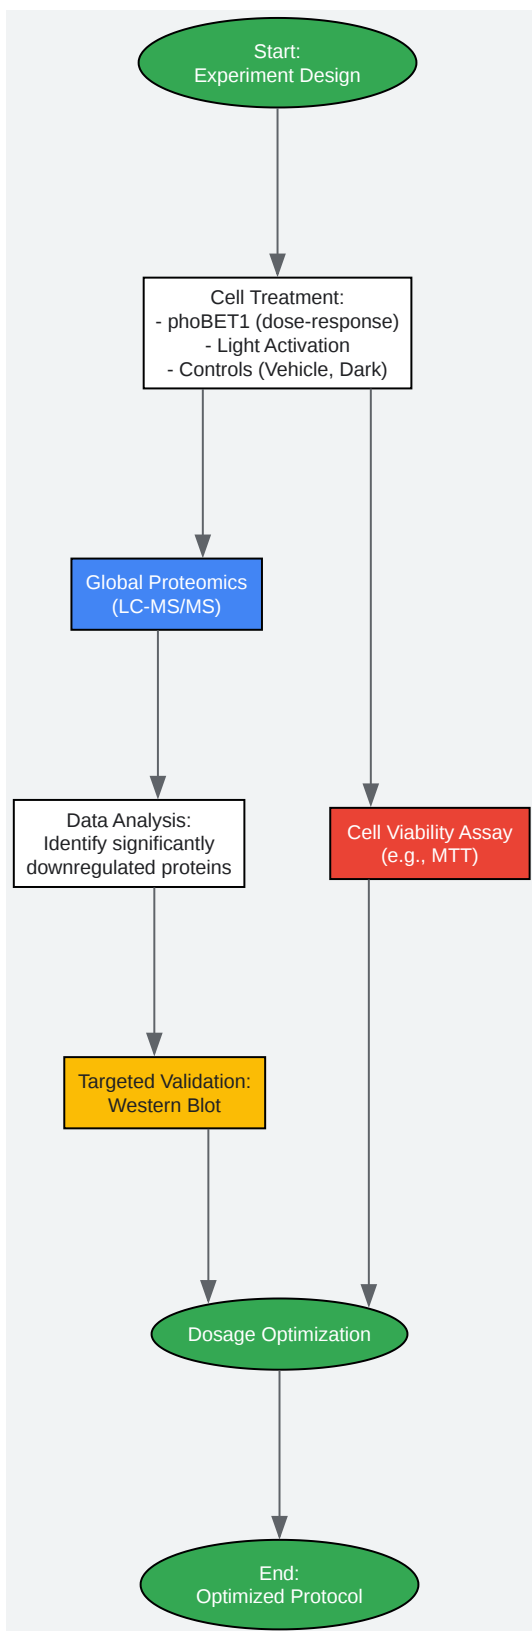 Start:
Experiment Design
Cell Treatment:
- phoBET1 (dose-response)
- Light Activation
- Controls (Vehicle, Dark)
Global Proteomics
(LC-MS/MS)
Data Analysis:
Identify significantly
downregulated proteins
Cell Viability Assay
(e.g., MTT)
Targeted Validation:
Western Blot
Dosage Optimization
End:
Optimized Protocol